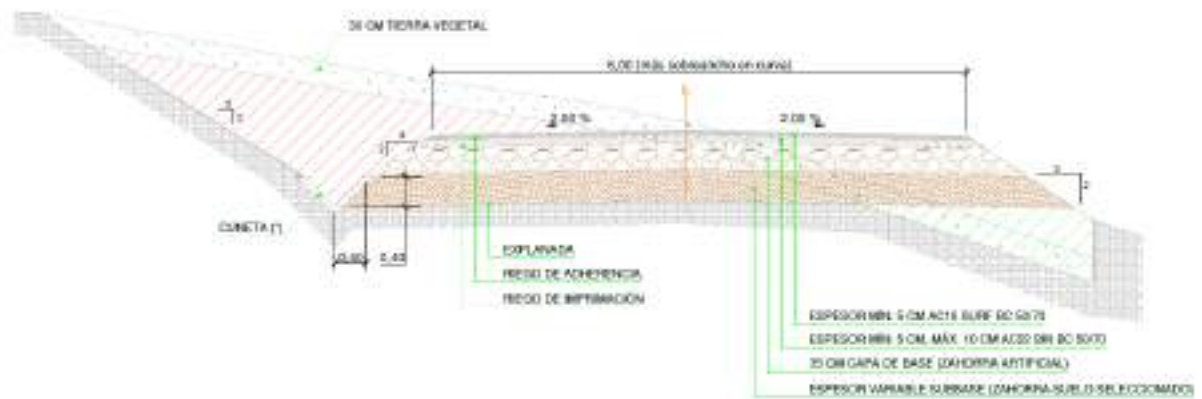 30 CM TIERRA VEGETAL
6,00 (más sobreancho en curva)
2.00 %
2.00 %
CUNETA (*)
0,40
0,40
EXPLANADA
RIEGO DE ADHERENCIA
RIEGO DE IMPRIMACIÓN
ESPESOR MÍN. 5 CM AC16 SURF BC 50/70
ESPESOR MÍN. 5 CM, MÁX. 10 CM AC22 BIN BC 50/70
CAPA DE BASE (ZAHORRA ARTIFICIAL)
ESPESOR VARIABLE SUBBASE (ZAHORRA-SUELO SELECCIONADO)